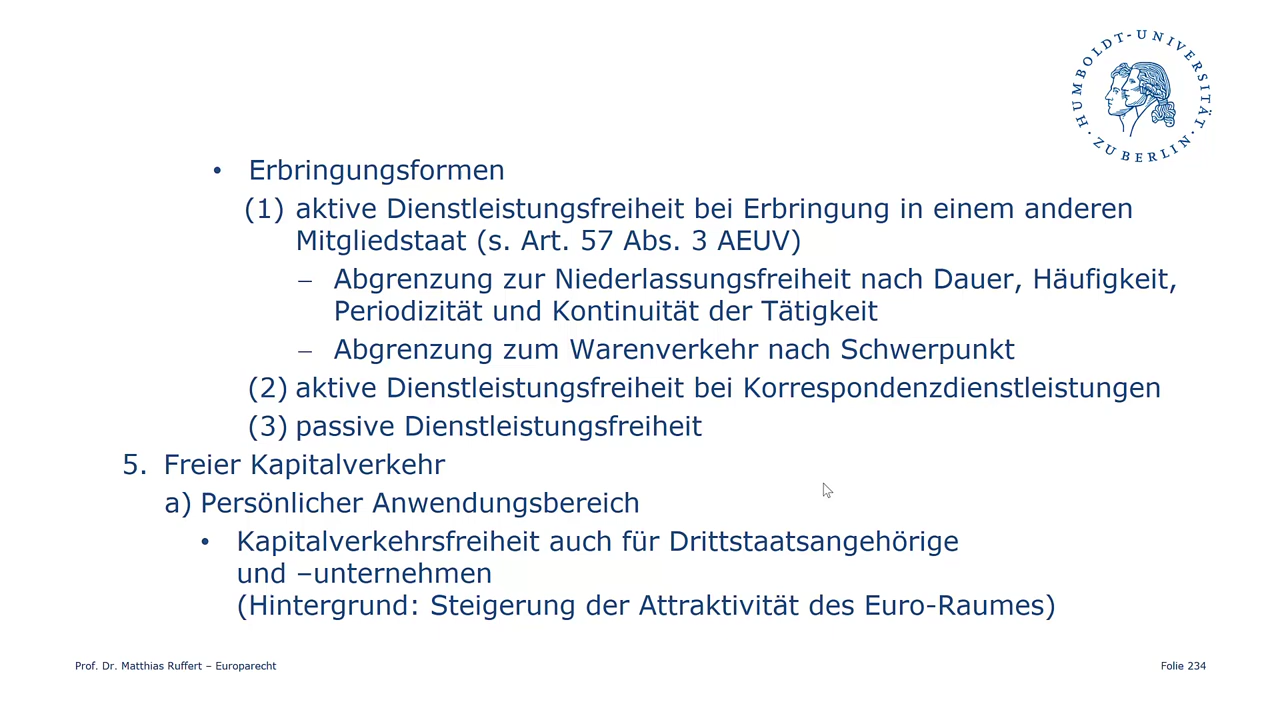 HUMBOLDT-UNIVERSITÄT · ZU BERLIN ·
• Erbringungsformen
(1) aktive Dienstleistungsfreiheit bei Erbringung in einem anderen
Mitgliedstaat (s. Art. 57 Abs. 3 AEUV)
– Abgrenzung zur Niederlassungsfreiheit nach Dauer, Häufigkeit,
Periodizität und Kontinuität der Tätigkeit
– Abgrenzung zum Warenverkehr nach Schwerpunkt
(2) aktive Dienstleistungsfreiheit bei Korrespondenzdienstleistungen
(3) passive Dienstleistungsfreiheit
5. Freier Kapitalverkehr
a) Persönlicher Anwendungsbereich
• Kapitalverkehrsfreiheit auch für Drittstaatsangehörige
und –unternehmen
(Hintergrund: Steigerung der Attraktivität des Euro-Raumes)
Prof. Dr. Matthias Ruffert – Europarecht
Folie 234